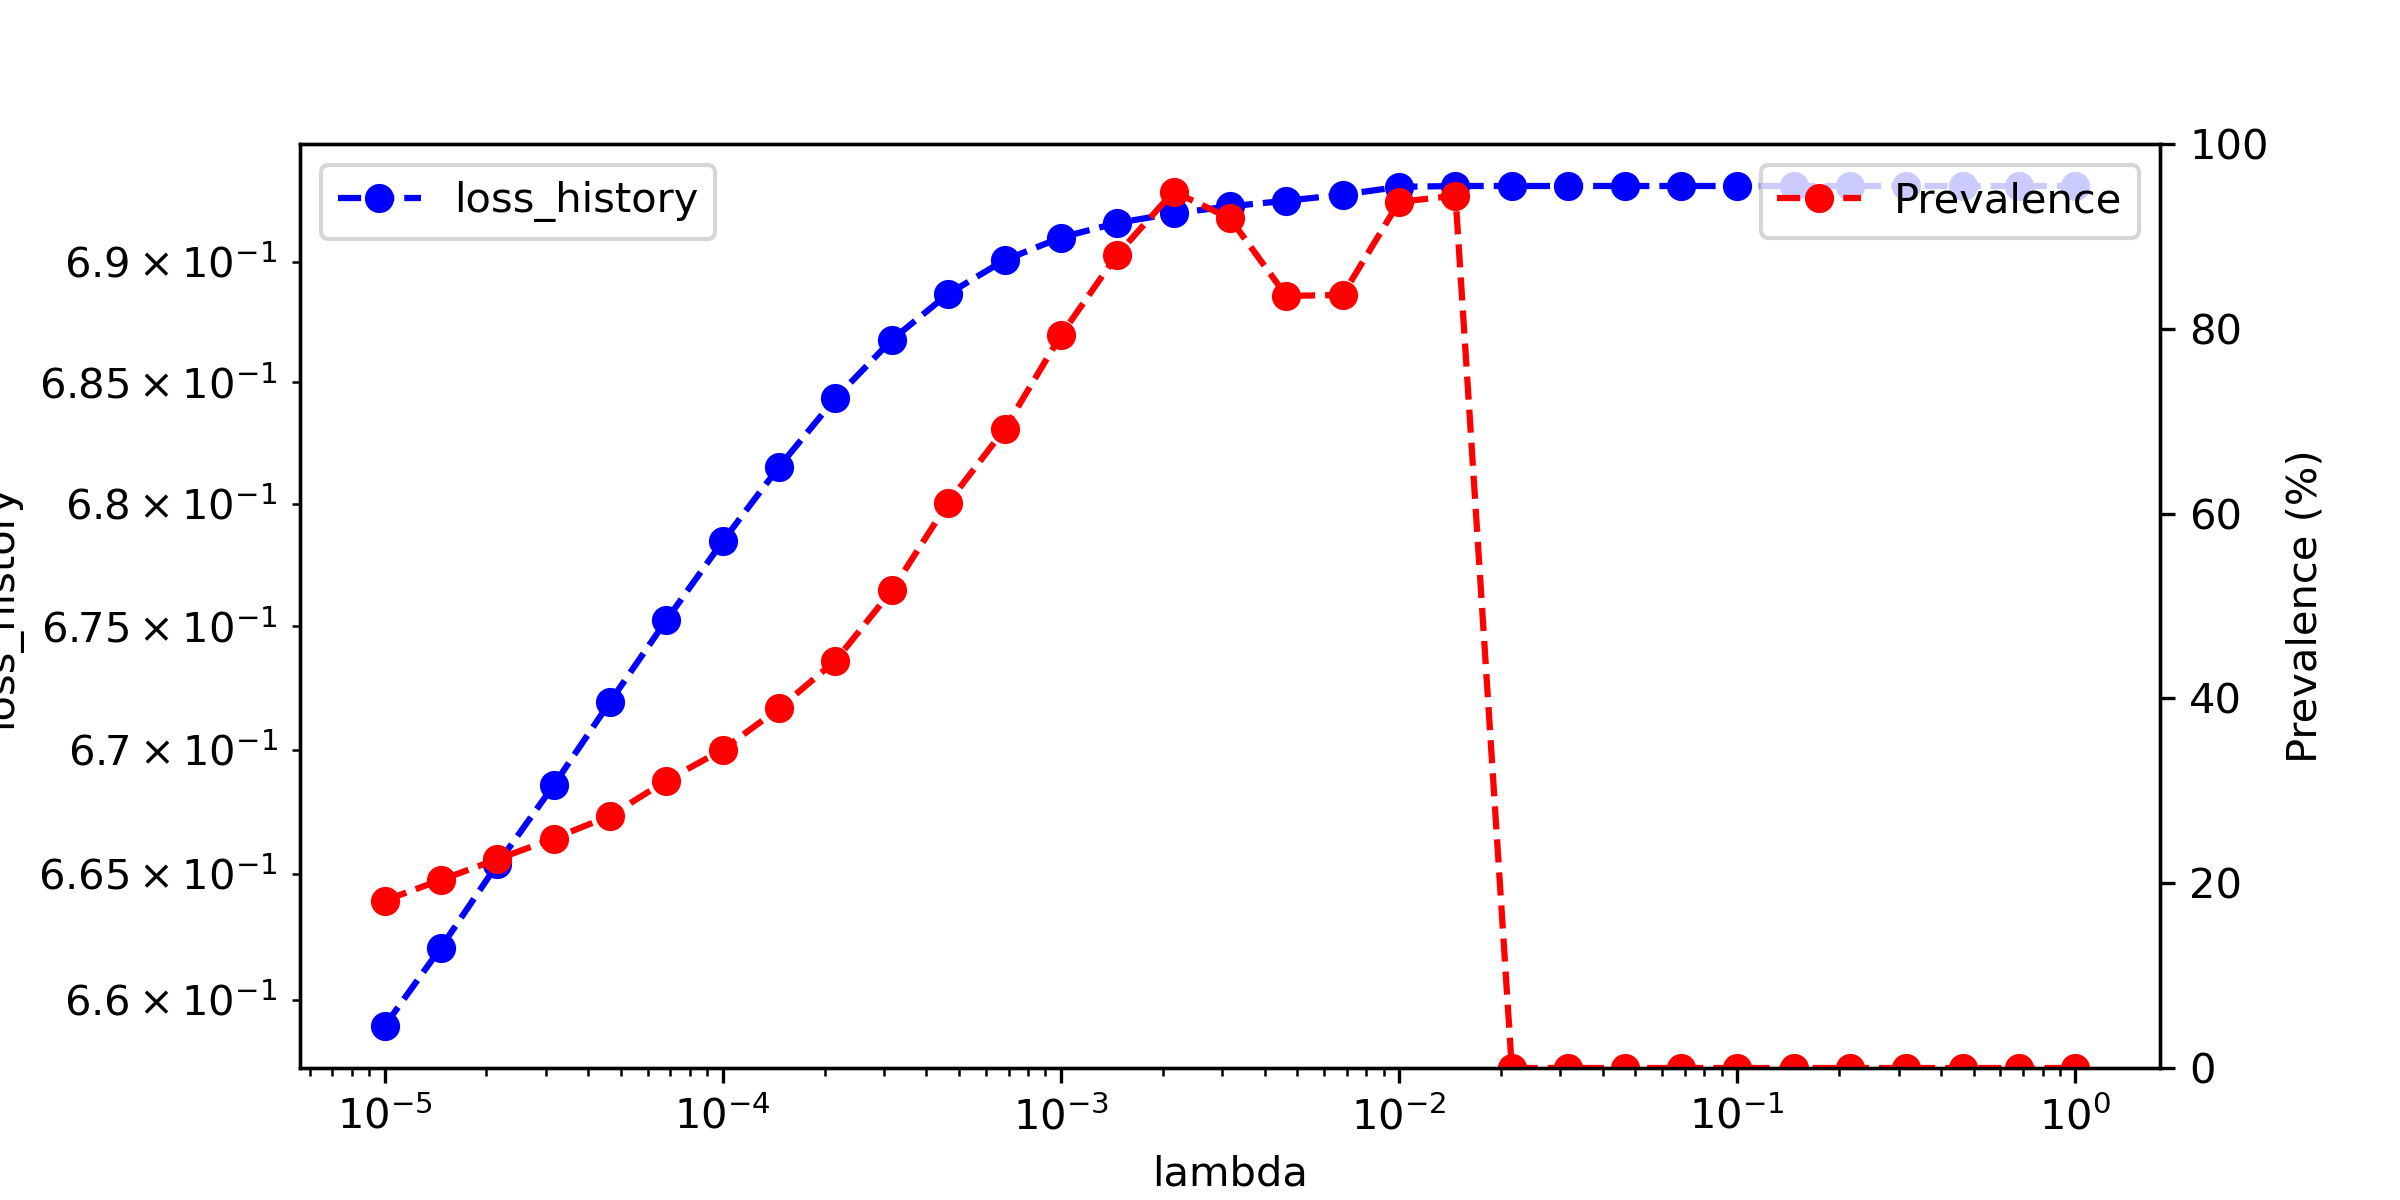 loss_history
Prevalence
6.9 × 10⁻¹
6.85 × 10⁻¹
6.8 × 10⁻¹
6.75 × 10⁻¹
6.7 × 10⁻¹
6.65 × 10⁻¹
6.6 × 10⁻¹
loss_history
100
80
60
40
20
0
Prevalence (%)
10⁻⁵
10⁻⁴
10⁻³
10⁻²
10⁻¹
10⁰
lambda